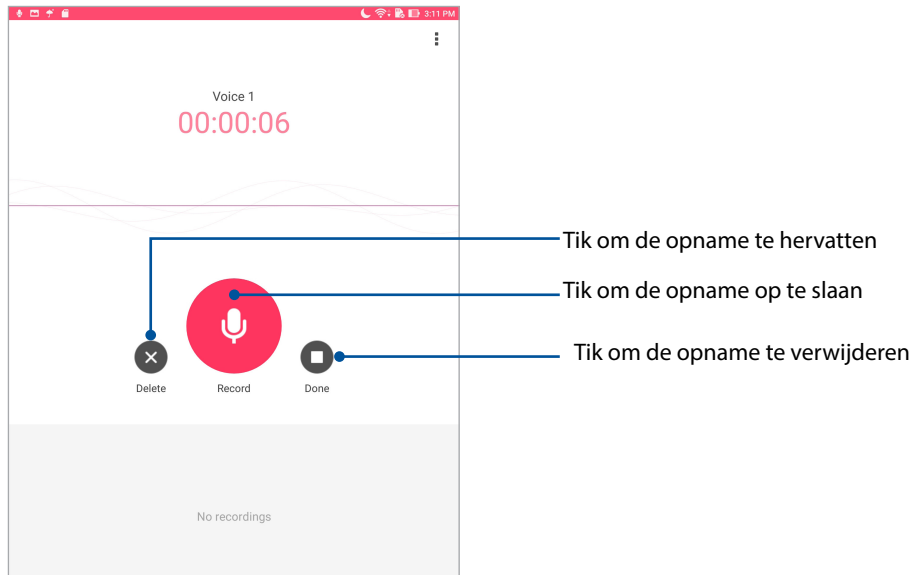 3:11 PM
Voice 1
00:00:06
Tik om de opname te hervatten
Tik om de opname op te slaan
Tik om de opname te verwijderen
Delete
Record
Done
No recordings